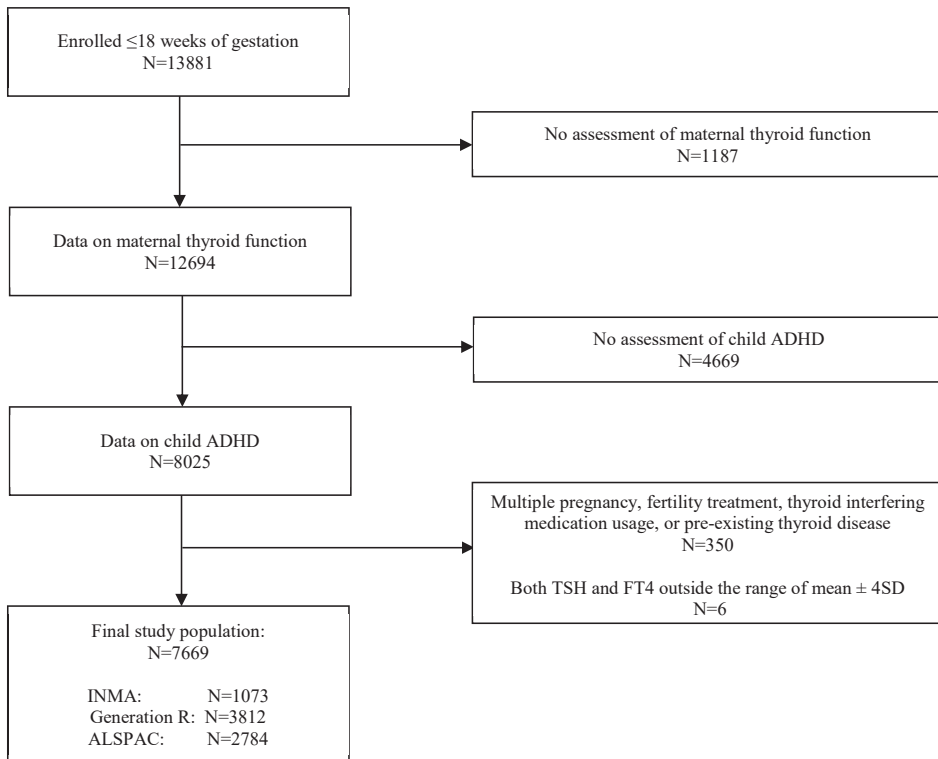 Enrolled ≤18 weeks of gestation
N=13881
No assessment of maternal thyroid function
N=1187
Data on maternal thyroid function
N=12694
No assessment of child ADHD
N=4669
Data on child ADHD
N=8025
Multiple pregnancy, fertility treatment, thyroid interfering
medication usage, or pre-existing thyroid disease
N=350
Both TSH and FT4 outside the range of mean ± 4SD
N=6
Final study population:
N=7669
INMA: N=1073
Generation R: N=3812
ALSPAC: N=2784